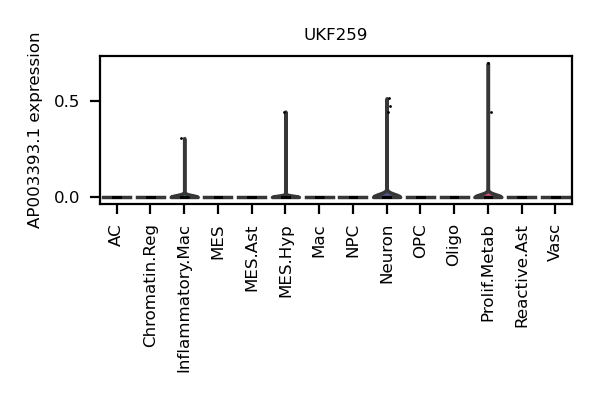 UKF259
AP003393.1 expression
0.5
0.0
AC
Chromatin.Reg
Inflammatory.Mac
MES
MES.Ast
MES.Hyp
Mac
NPC
Neuron
OPC
Oligo
Prolif.Metab
Reactive.Ast
Vasc